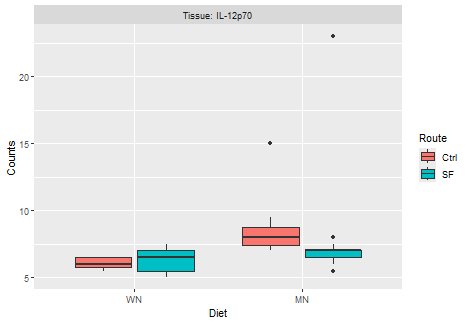 Tissue: IL-12p70
20
15
10
5
Counts
WN
MN
Diet
Route
Ctrl
SF